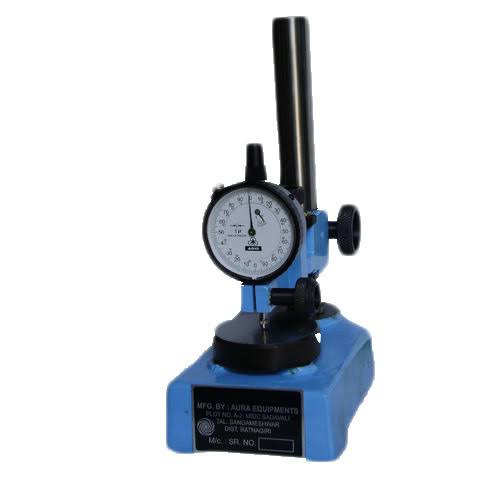 1µ
MFG. BY : AURA EQUIPMENTS
PLOT NO. A-2, MIDC SADAVALI
TAL. SANGAMESHWAR
DIST. RATNAGIRI
M/c. : SR. NO.